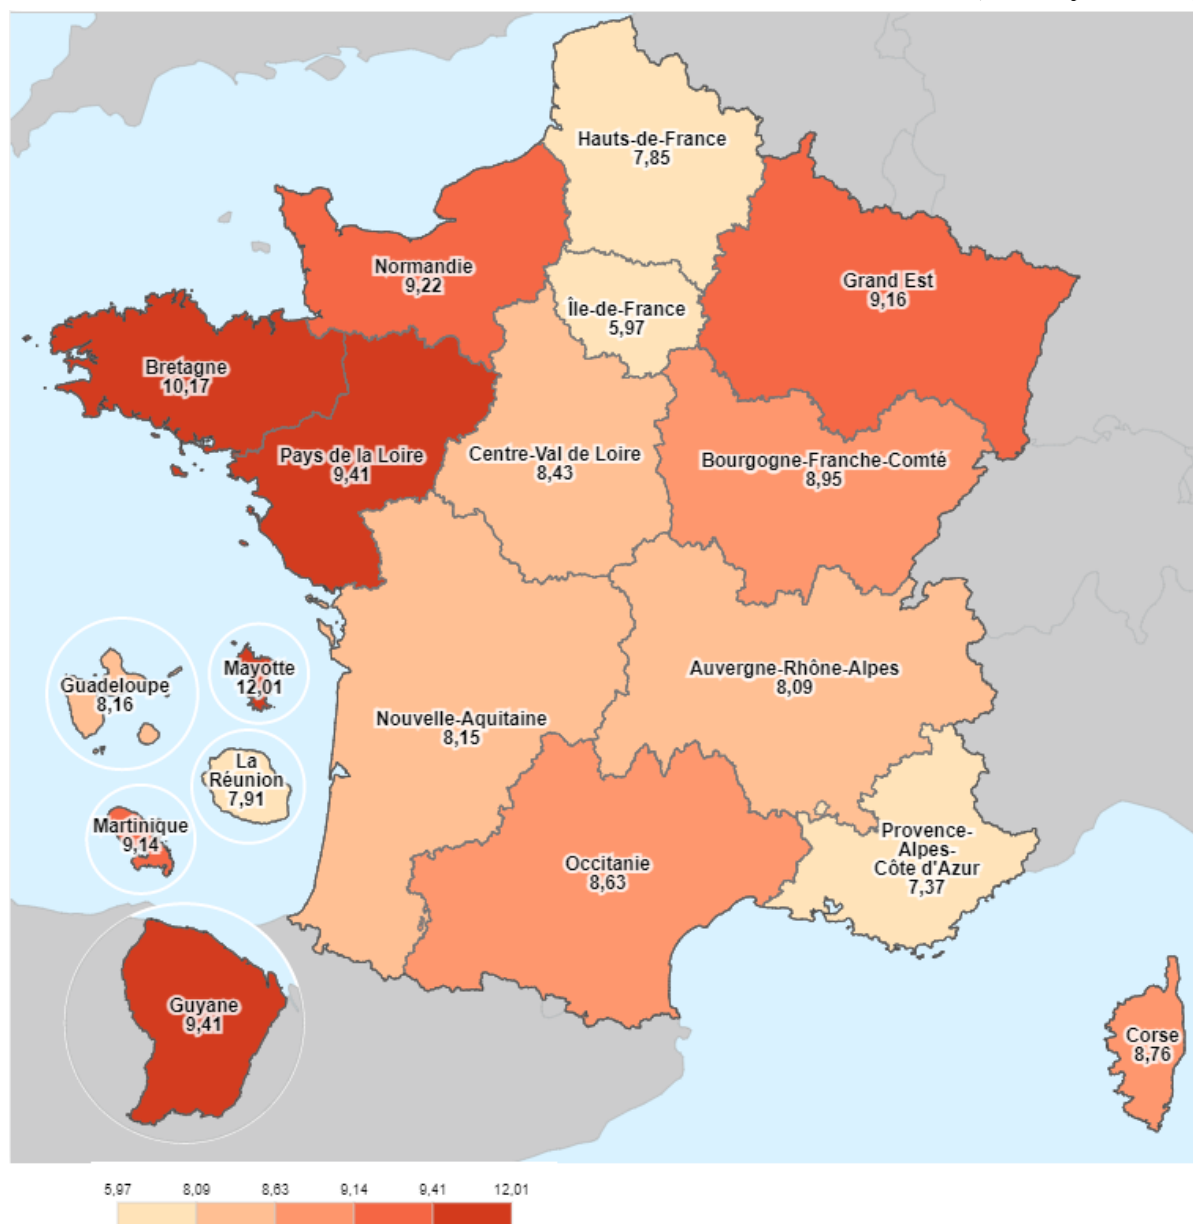 Hauts-de-France
7,85
Normandie
9,22
Île-de-France
5,97
Grand Est
9,16
Bretagne
10,17
Pays de la Loire
9,41
Centre-Val de Loire
8,43
Bourgogne-Franche-Comté
8,95
Guadeloupe
8,16
Mayotte
12,01
Auvergne-Rhône-Alpes
8,09
Nouvelle-Aquitaine
8,15
La
Réunion
7,91
Martinique
9,14
Occitanie
8,63
Provence-
Alpes-
Côte d'Azur
7,37
Guyane
9,41
Corse
8,76
5,97 8,09 8,63 9,14 9,41 12,01